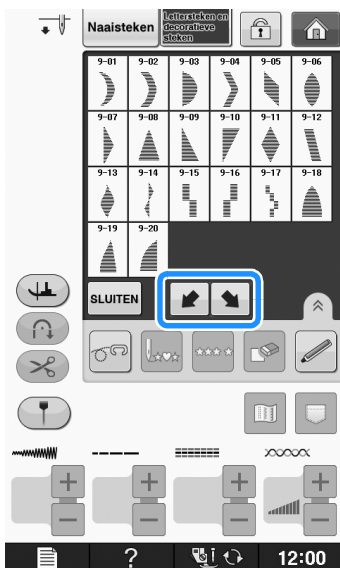 Naaisteken
Lettersteken en
decoratieve
steken
9-01 9-02 9-03 9-04 9-05 9-06
9-07 9-08 9-09 9-10 9-11 9-12
9-13 9-14 9-15 9-16 9-17 9-18
9-19 9-20
SLUITEN
+ + + +
− − − −
? 12:00